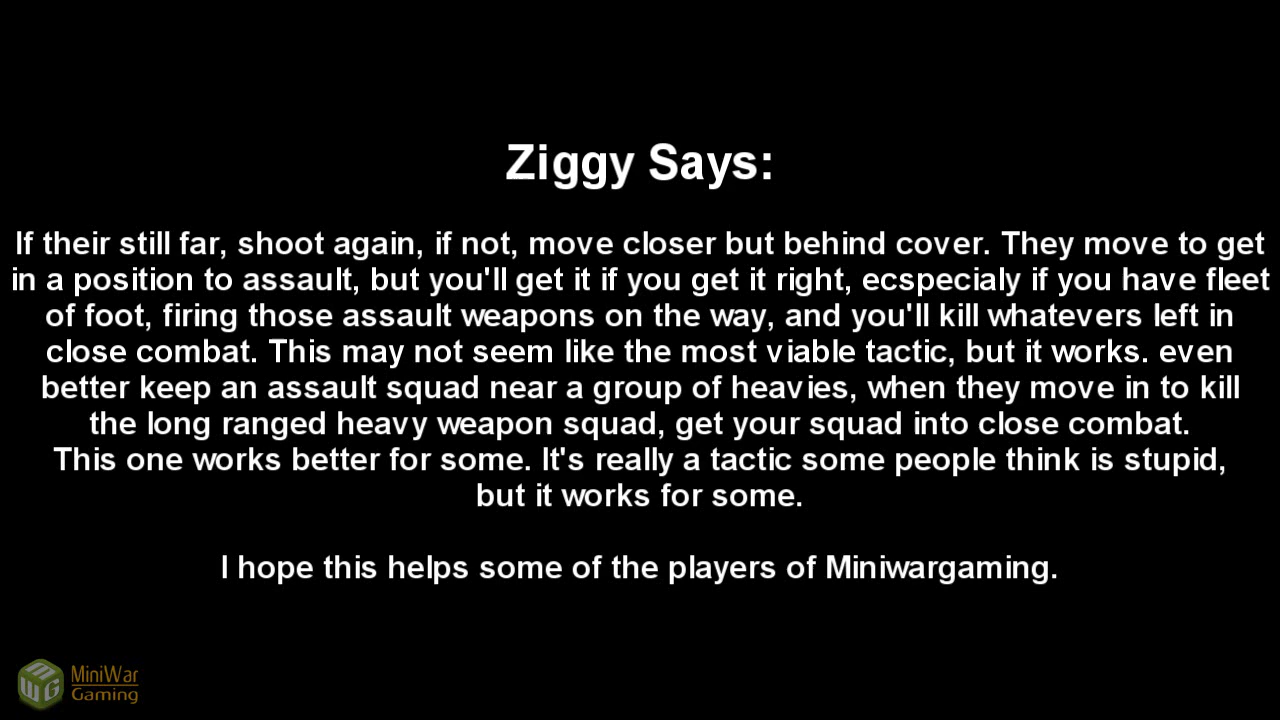 Ziggy Says:
If their still far, shoot again, if not, move closer but behind cover. They move to get
in a position to assault, but you'll get it if you get it right, ecspecialy if you have fleet
of foot, firing those assault weapons on the way, and you'll kill whatevers left in
close combat. This may not seem like the most viable tactic, but it works. even
better keep an assault squad near a group of heavies, when they move in to kill
the long ranged heavy weapon squad, get your squad into close combat.
This one works better for some. It's really a tactic some people think is stupid,
but it works for some.
I hope this helps some of the players of Miniwargaming.
MWG
MiniWar
Gaming